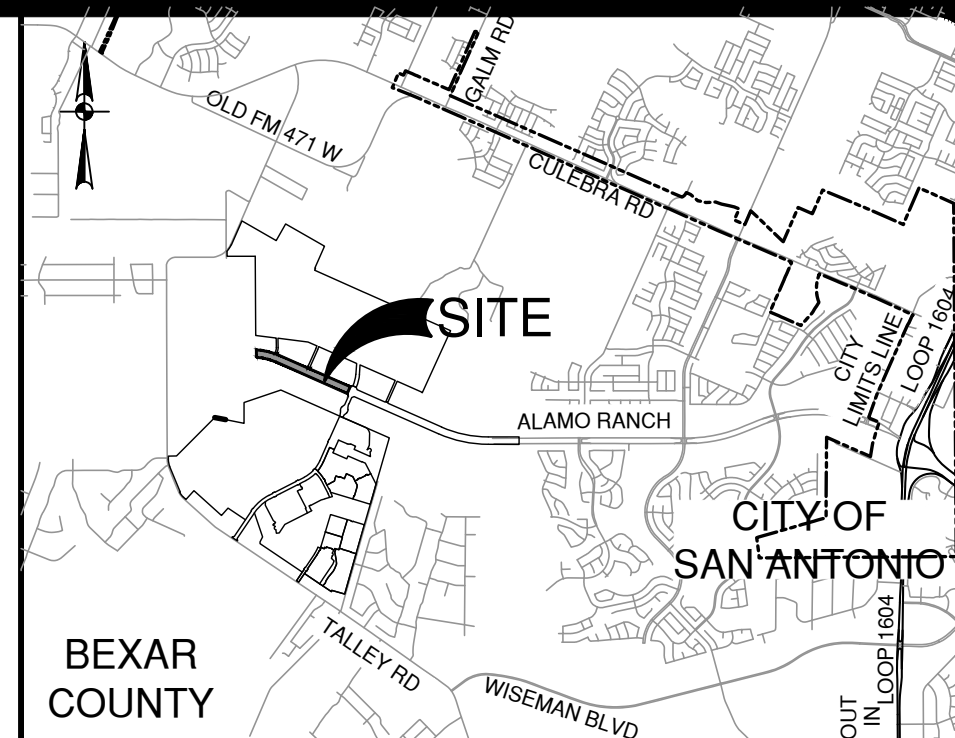 GALM RD
OLD FM 471 W
CULEBRA RD
SITE
CITY
LIMITS LINE
LOOP 1604
ALAMO RANCH
CITY OF
SAN ANTONIO
BEXAR
COUNTY
TALLEY RD
WISEMAN BLVD
LOOP 1604
OUT
IN